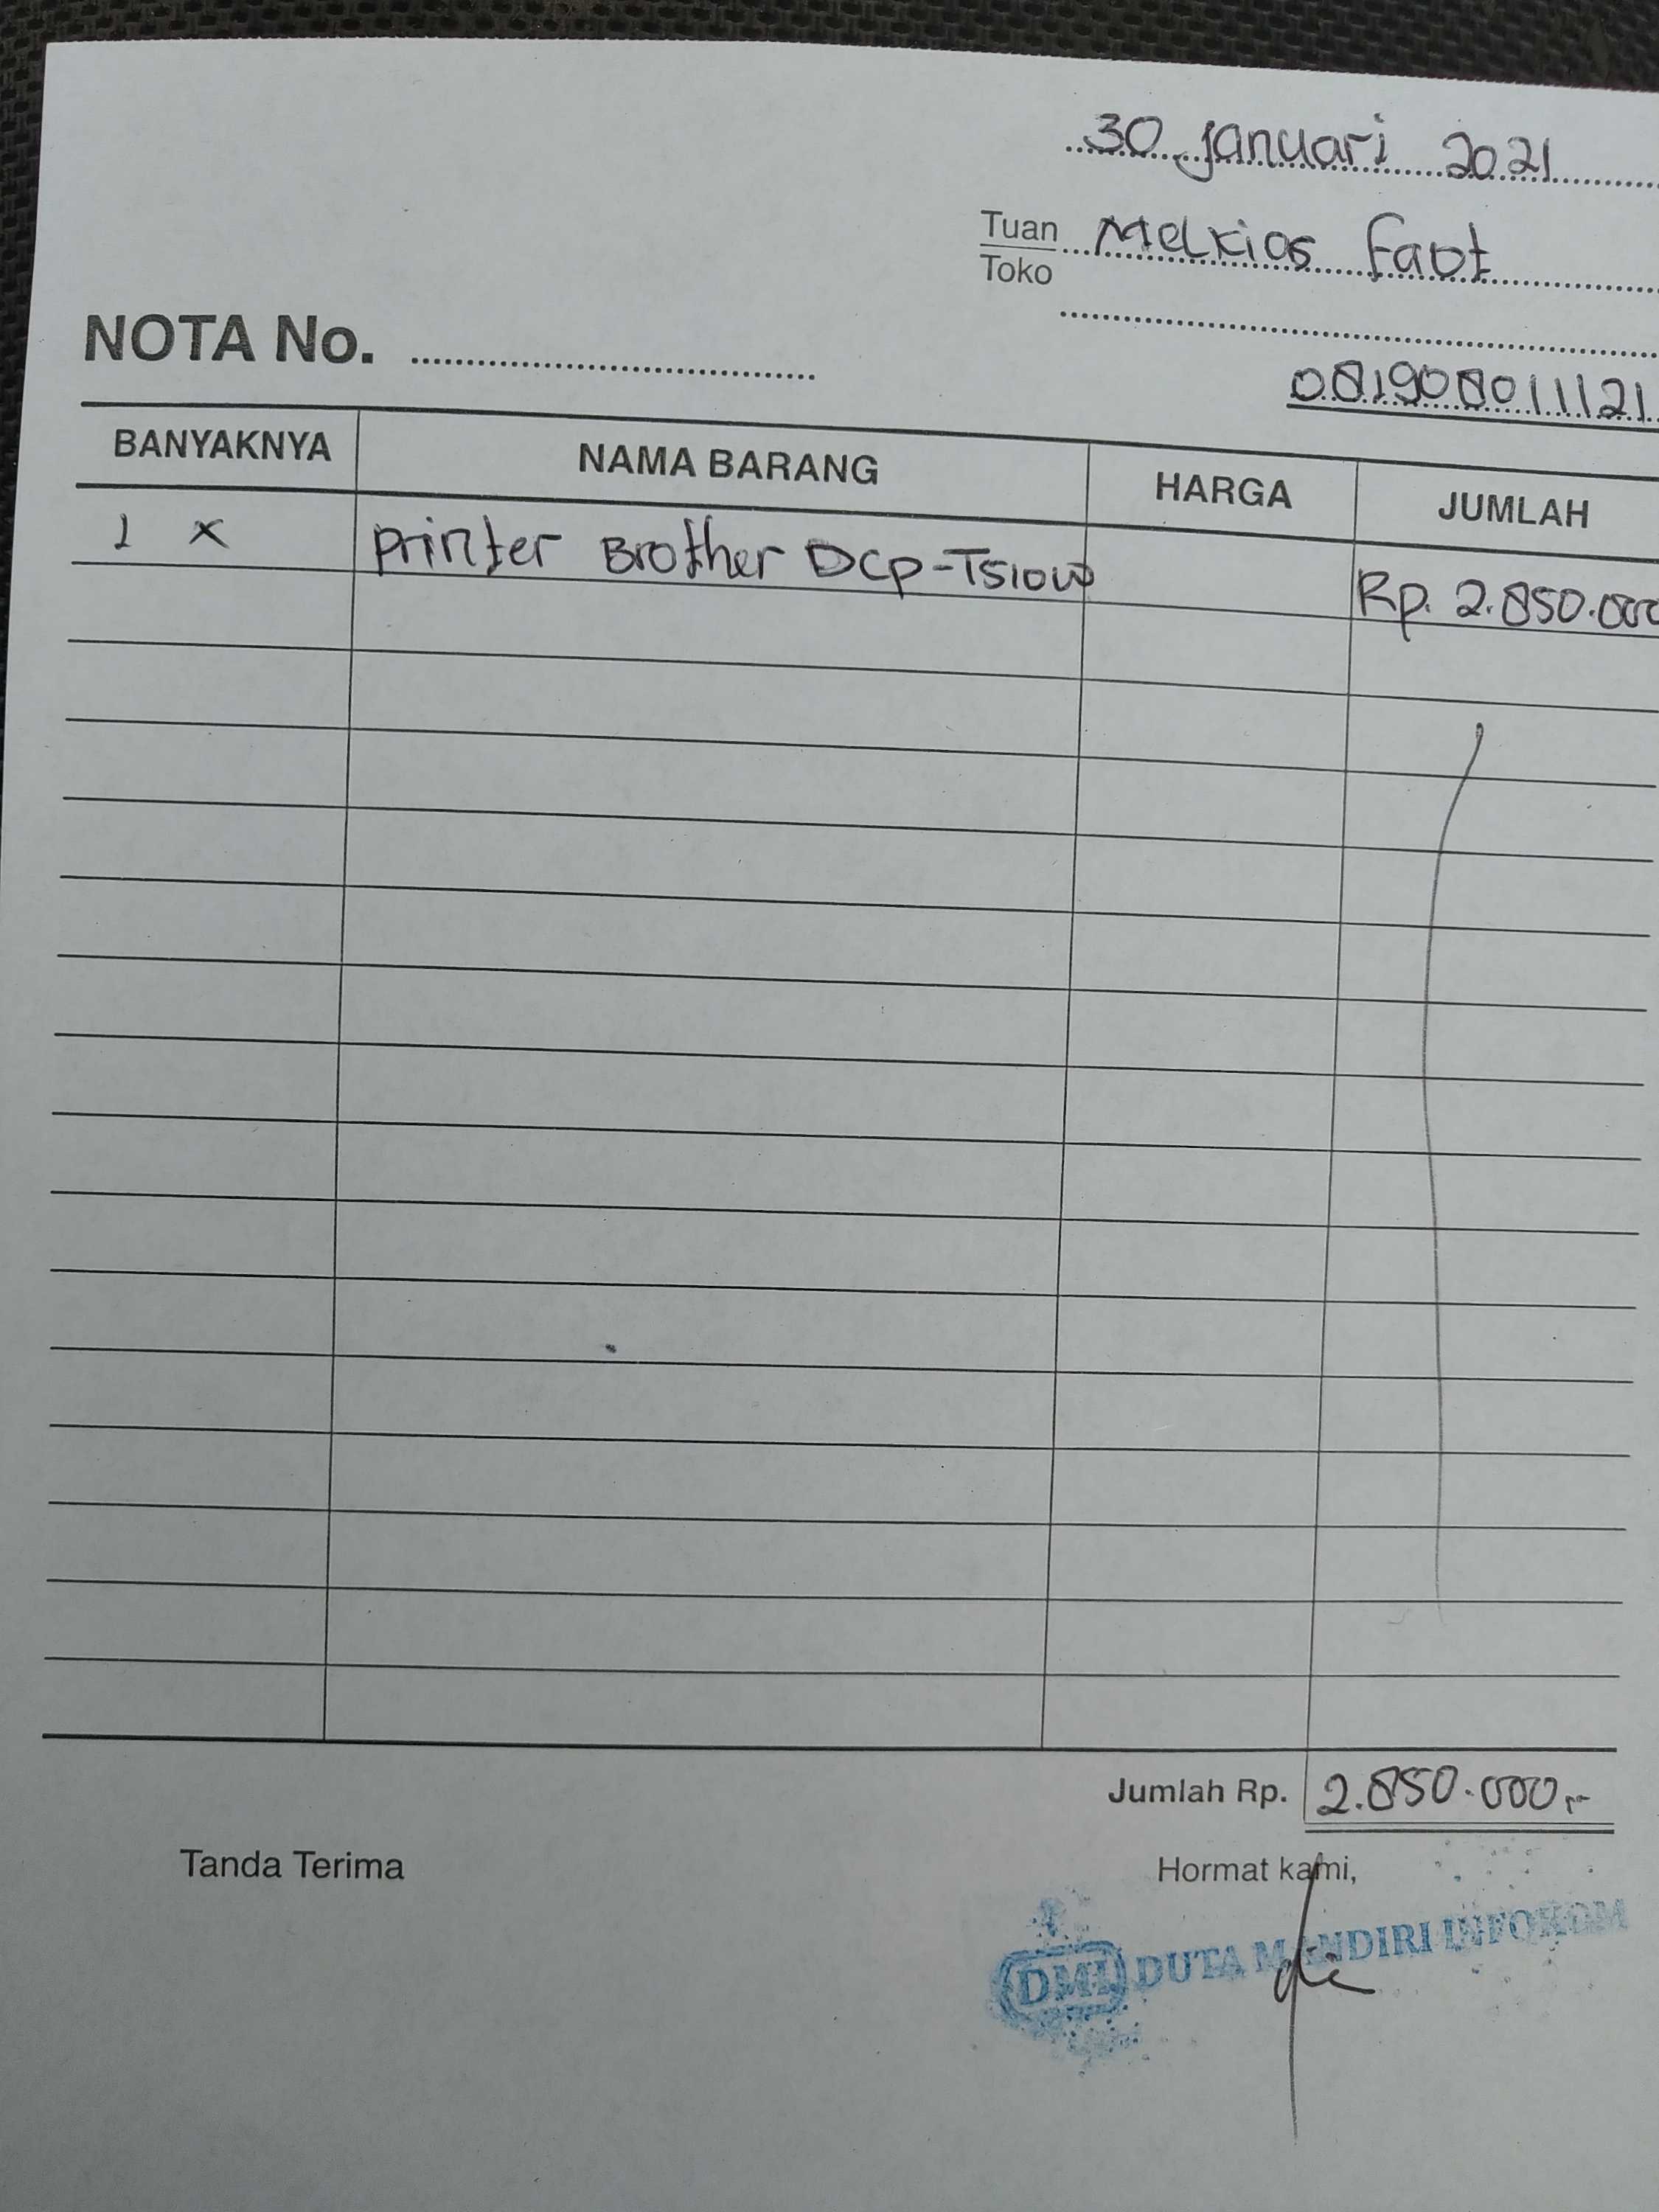 30 Januari 2021
Tuan Melkios Faot
Toko
NOTA No.
081908011121
BANYAKNYA NAMA BARANG HARGA JUMLAH
1 x Printer Brother DCP-T510W Rp. 2.850.000
Jumlah Rp. 2.850.000,-
Tanda Terima Hormat kami,
DMI DUTA MANDIRI INFOKOM